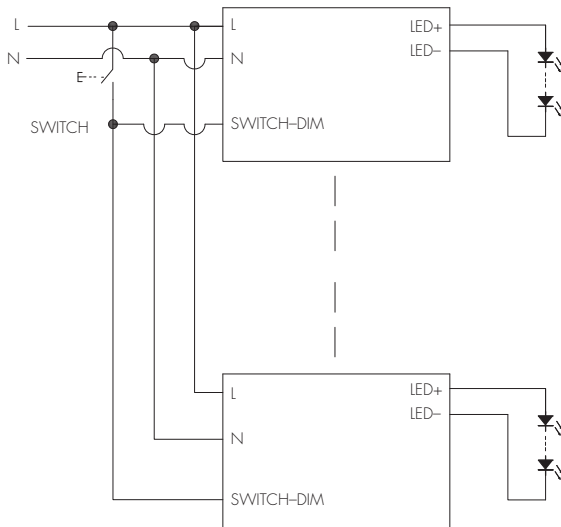 L
LED+
L
LED–
N
N
SWITCH
SWITCH–DIM
LED+
L
LED–
N
SWITCH–DIM